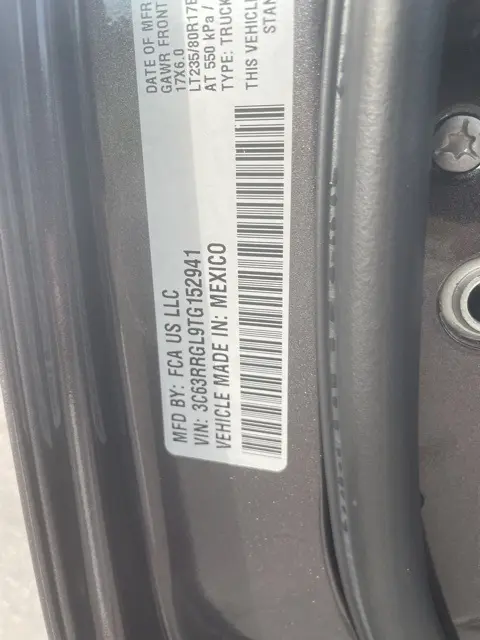 MFD BY: FCA US LLC
DATE OF MFR
GAWR FRONT
VIN: 3C63RRGL9TG152941
17X6.0
VEHICLE MADE IN: MEXICO
LT235/80R17E
AT 550 kPa /
TYPE: TRUCK
THIS VEHICLE
STAN